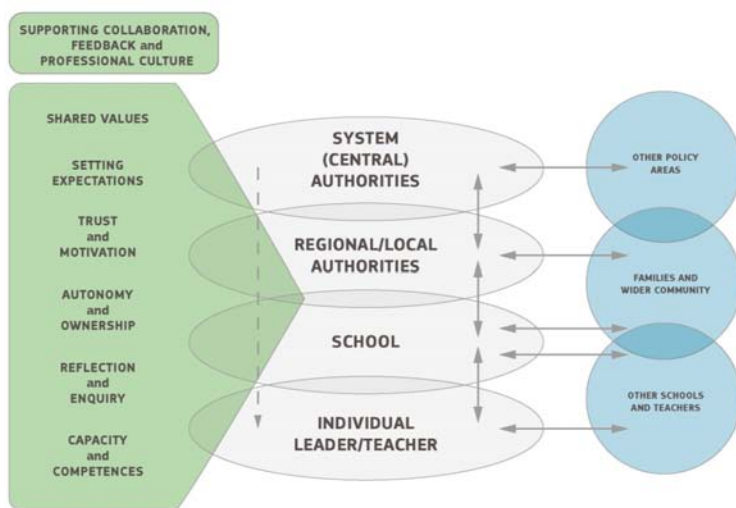 SUPPORTING COLLABORATION,
FEEDBACK and
PROFESSIONAL CULTURE
SHARED VALUES
SETTING
EXPECTATIONS
TRUST
and
MOTIVATION
AUTONOMY
and
OWNERSHIP
REFLECTION
and
ENQUIRY
CAPACITY
and
COMPETENCES
SYSTEM
(CENTRAL)
AUTHORITIES
REGIONAL/LOCAL
AUTHORITIES
SCHOOL
INDIVIDUAL
LEADER/TEACHER
OTHER POLICY
AREAS
FAMILIES AND
WIDER COMMUNITY
OTHER SCHOOLS
AND TEACHERS